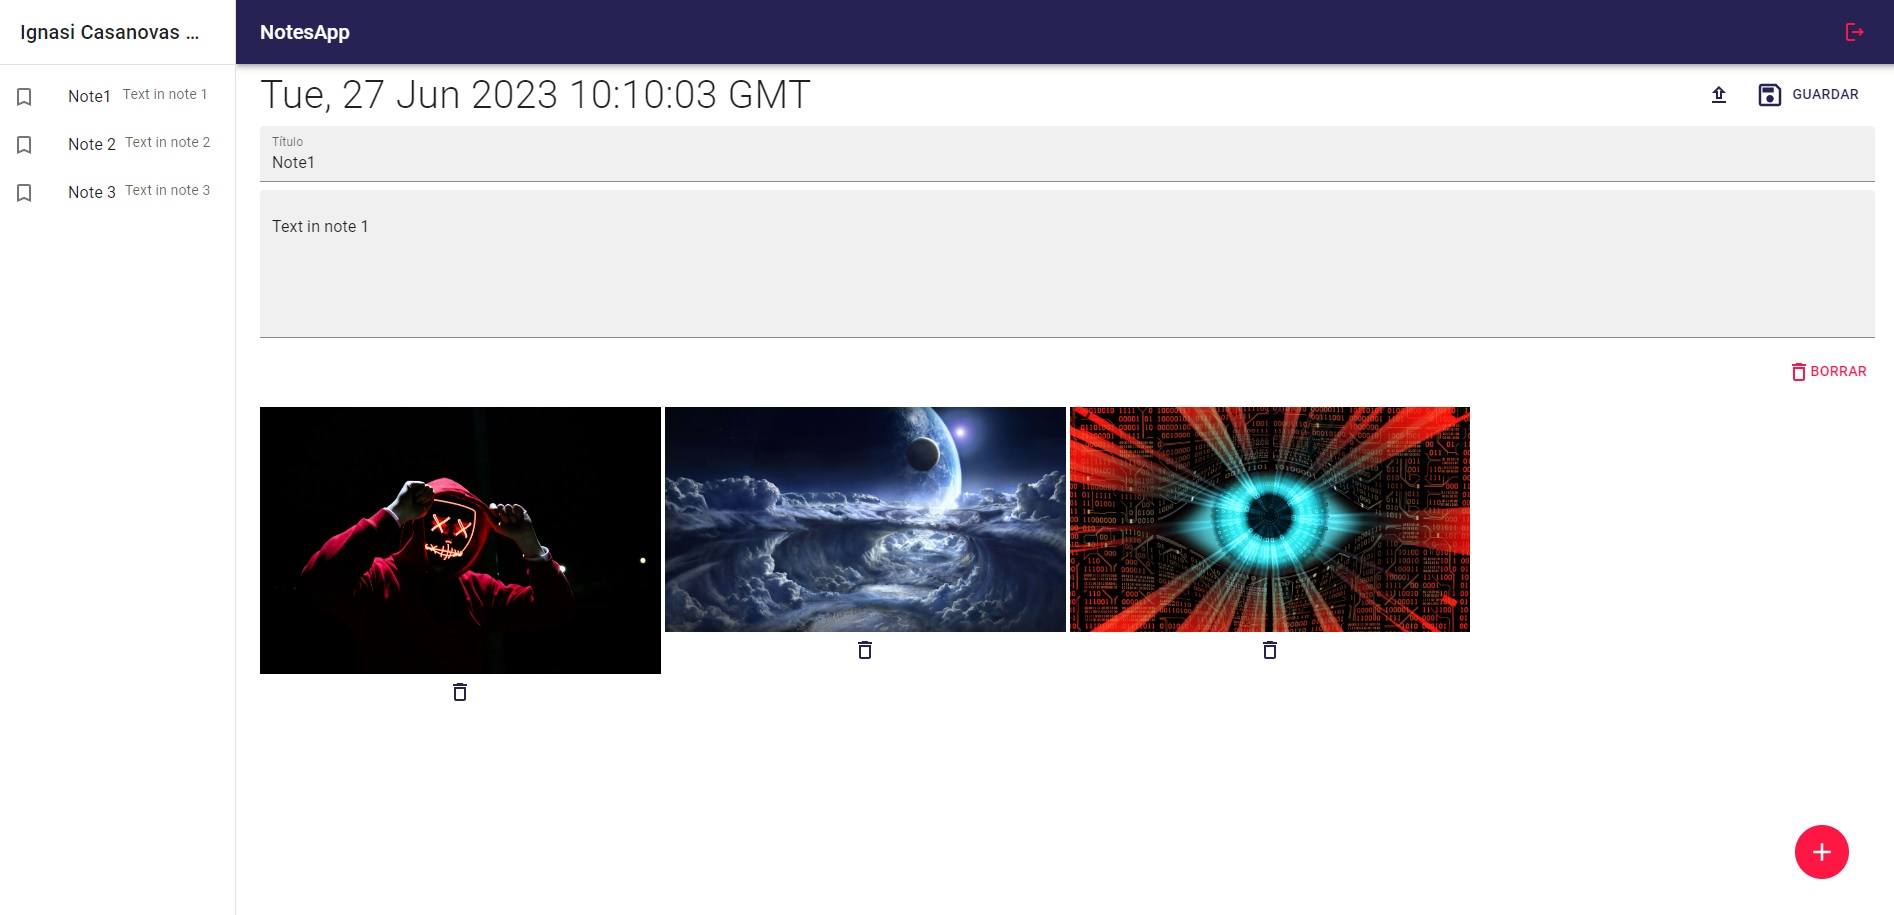 Ignasi Casanovas ...
NotesApp
Note1 Text in note 1
Note 2 Text in note 2
Note 3 Text in note 3
Tue, 27 Jun 2023 10:10:03 GMT
GUARDAR
Título
Note1
Text in note 1
BORRAR